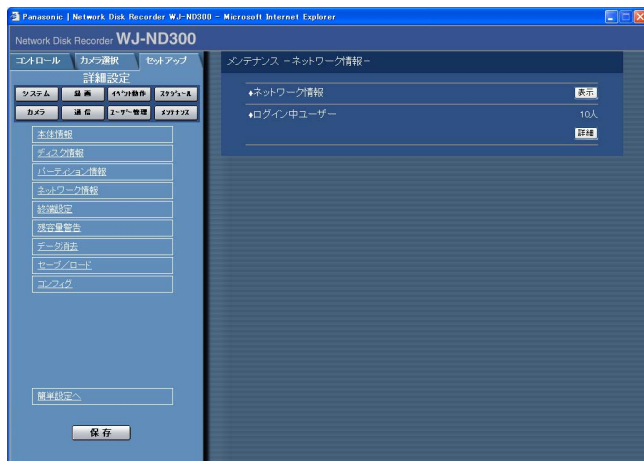 Panasonic | Network Disk Recorder WJ-ND300 - Microsoft Internet Explorer
Network Disk Recorder WJ-ND300
コントロール カメラ選択 セットアップ
詳細設定
システム 録画 イベント動作 スケジュール
カメラ 通信 ユーザー管理 メンテナンス
本体情報
ディスク情報
パーティション情報
ネットワーク情報
終端設定
残容量警告
データ消去
セーブ/ロード
コンフィグ
簡単設定へ
保存
メンテナンス -ネットワーク情報-
♦ネットワーク情報 表示
♦ログイン中ユーザー 10人
詳細